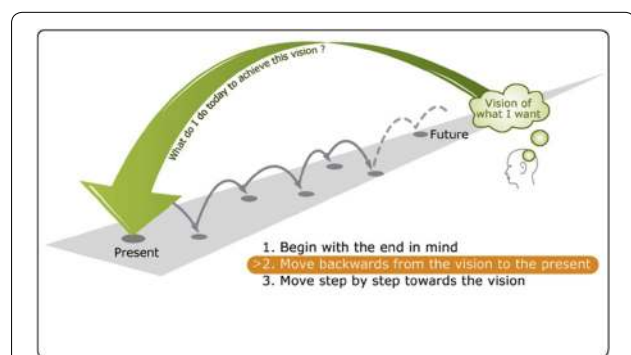 What do I do today to achieve this vision ?
Vision of
what I want
Future
Present
1. Begin with the end in mind
>2. Move backwards from the vision to the present
3. Move step by step towards the vision